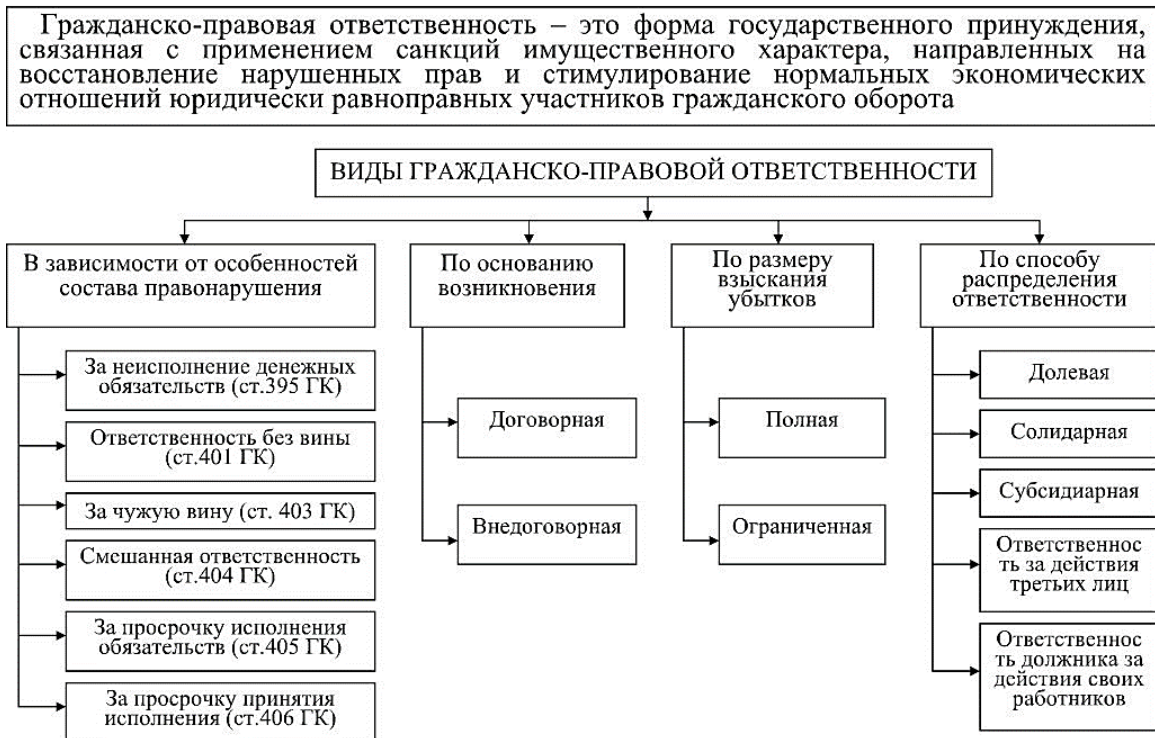 Гражданско-правовая ответственность – это форма государственного принуждения,
связанная с применением санкций имущественного характера, направленных на
восстановление нарушенных прав и стимулирование нормальных экономических
отношений юридически равноправных участников гражданского оборота
ВИДЫ ГРАЖДАНСКО-ПРАВОВОЙ ОТВЕТСТВЕННОСТИ
В зависимости от особенностей
состава правонарушения
За неисполнение денежных
обязательств (ст.395 ГК)
Ответственность без вины
(ст.401 ГК)
За чужую вину (ст. 403 ГК)
Смешанная ответственность
(ст.404 ГК)
За просрочку исполнения
обязательств (ст.405 ГК)
За просрочку принятия
исполнения (ст.406 ГК)
По основанию
возникновения
Договорная
Внедоговорная
По размеру
взыскания
убытков
Полная
Ограниченная
По способу
распределения
ответственности
Долевая
Солидарная
Субсидиарная
Ответственнос
ть за действия
третьих лиц
Ответственнос
ть должника за
действия своих
работников